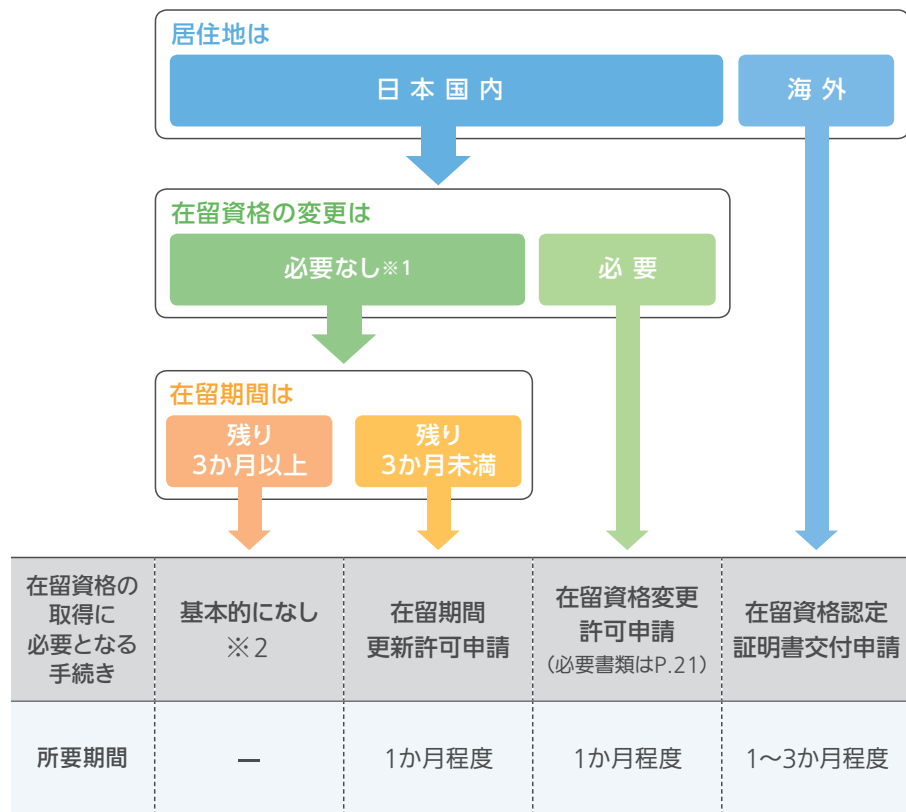 居住地は
日本国内
海外
在留資格の変更は
必要なし※1
必要
在留期間は
残り
3か月以上
残り
3か月未満
在留資格の
取得に
必要となる
手続き
基本的になし
※2
在留期間
更新許可申請
在留資格変更
許可申請
(必要書類はP.21)
在留資格認定
証明書交付申請
所要期間
―
1か月程度
1か月程度
1〜3か月程度